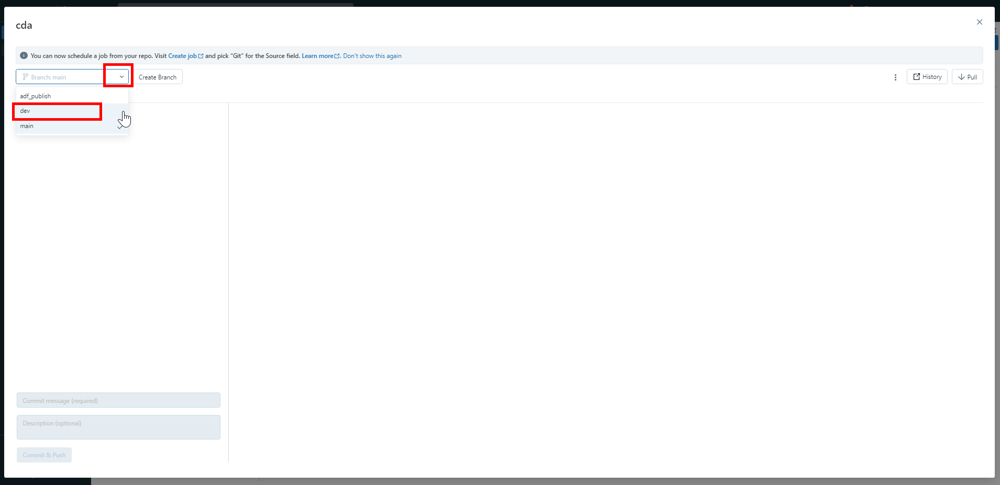 cda
You can now schedule a job from your repo. Visit Create job and pick “Git” for the Source field. Learn more. Don't show this again
Branch: main
Create Branch
History
Pull
adf_publish
dev
main
Commit message (required)
Description (optional)
Commit & Push